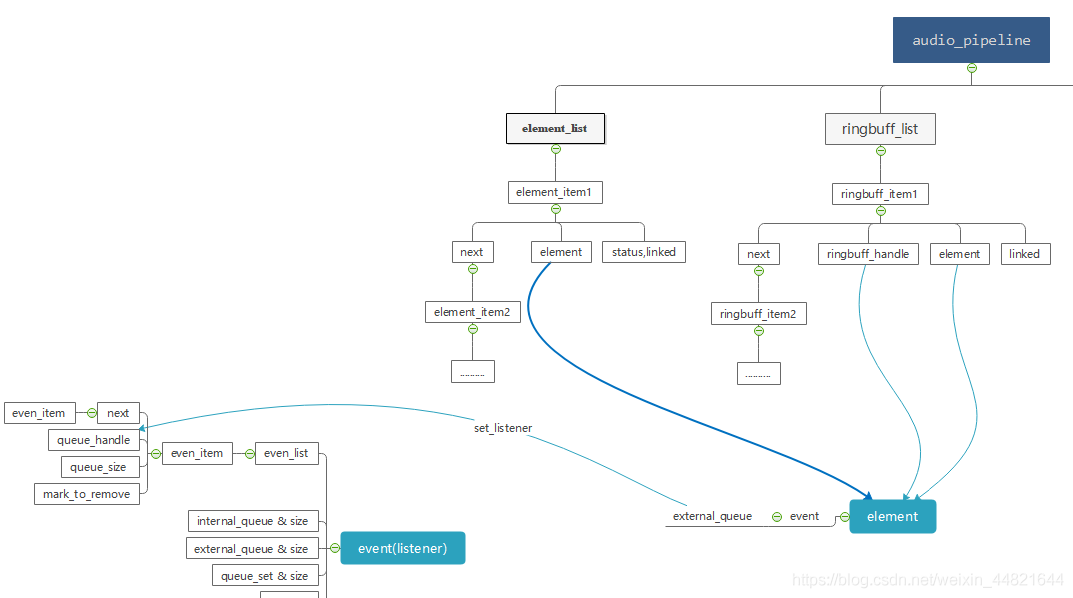 audio_pipeline
element_list
ringbuff_list
element_item1
ringbuff_item1
next
element
status,linked
next
ringbuff_handle
element
linked
element_item2
ringbuff_item2
..........
..........
even_item
next
set_listener
queue_handle
even_item
even_list
queue_size
mark_to_remove
external_queue
event
element
internal_queue & size
external_queue & size
event(listener)
queue_set & size
https://blog.csdn.net/weixin_44821644